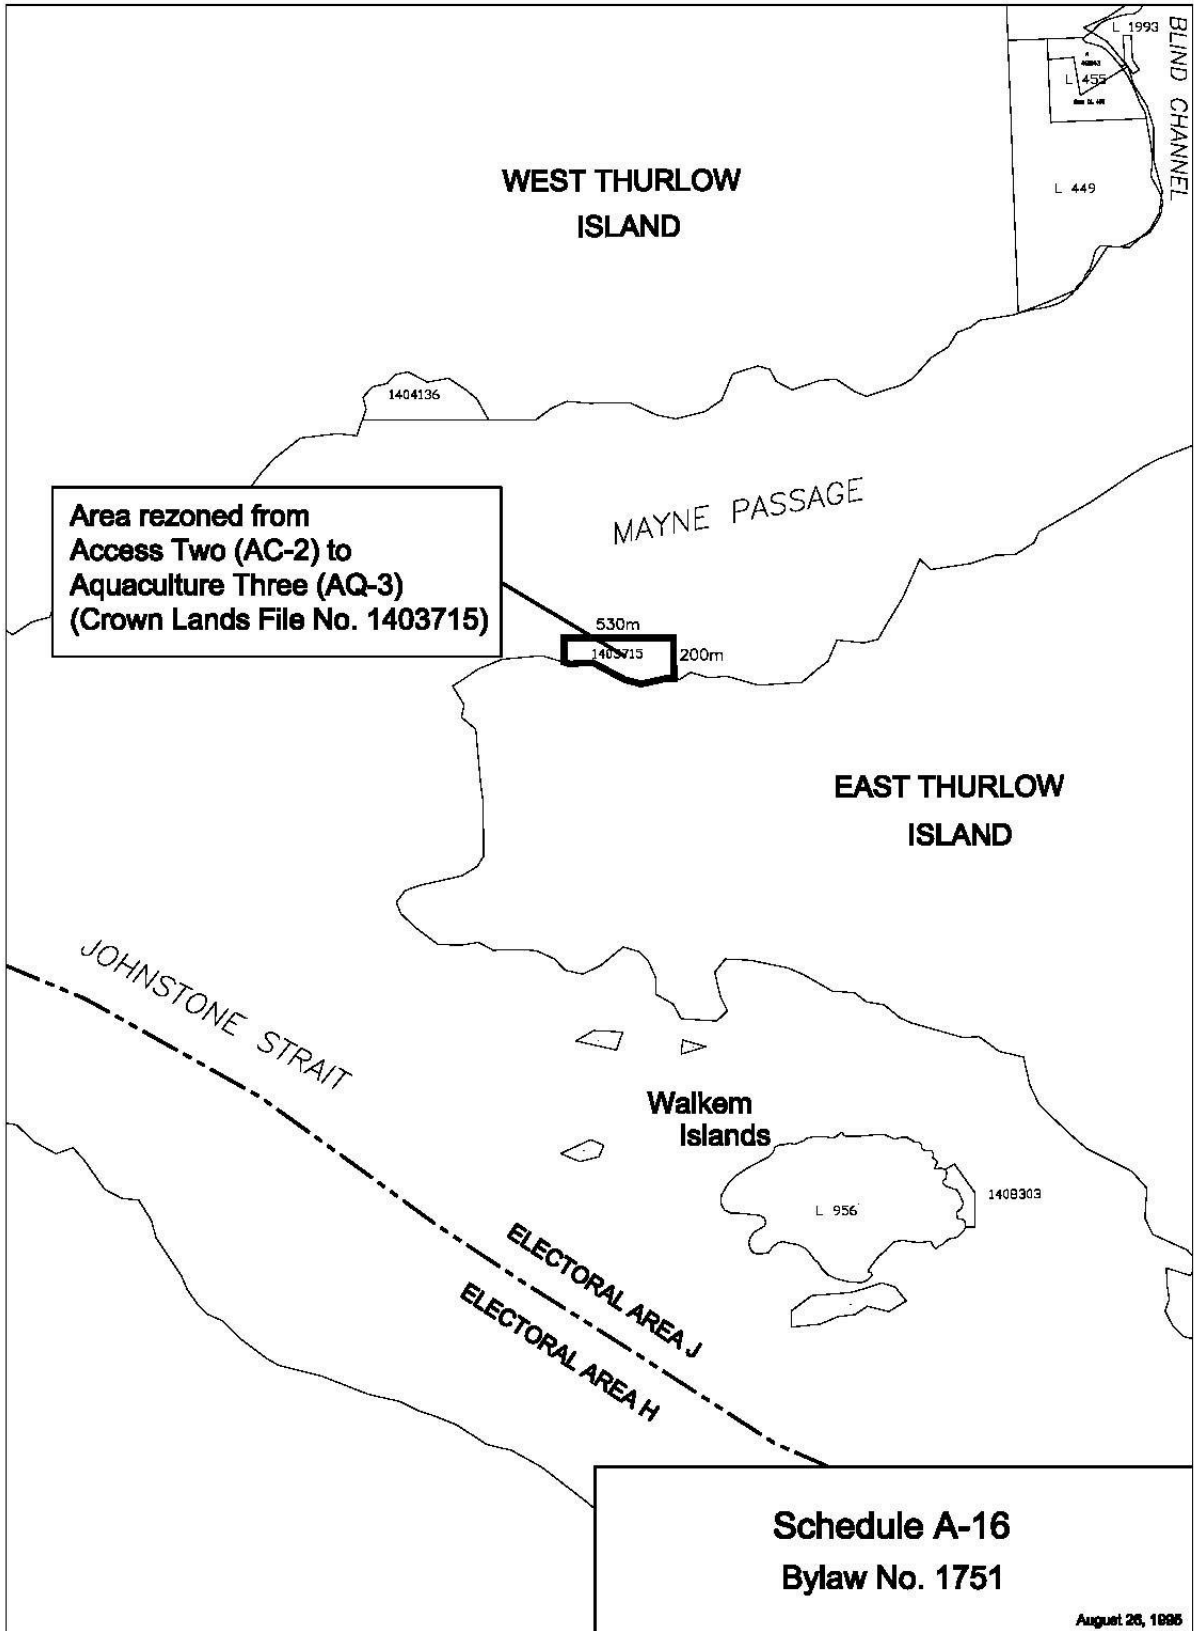 L 1993
BLIND CHANNEL
L 455
L 449
WEST THURLOW
ISLAND
1404136
MAYNE PASSAGE
Area rezoned from
Access Two (AC-2) to
Aquaculture Three (AQ-3)
(Crown Lands File No. 1403715)
530m
1403715
200m
EAST THURLOW
ISLAND
JOHNSTONE STRAIT
Walkem
Islands
1408303
L 956
ELECTORAL AREA J
ELECTORAL AREA H
Schedule A-16
Bylaw No. 1751